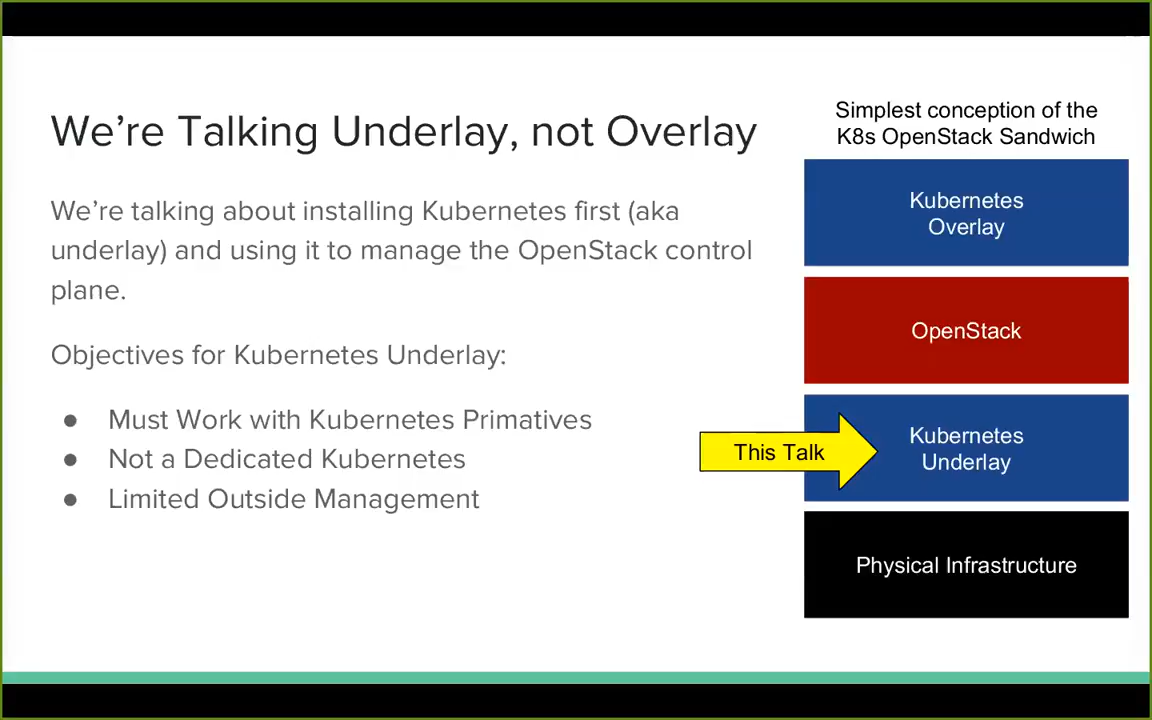 We're Talking Underlay, not Overlay
We're talking about installing Kubernetes first (aka
underlay) and using it to manage the OpenStack control
plane.
Objectives for Kubernetes Underlay:
● Must Work with Kubernetes Primatives
● Not a Dedicated Kubernetes
● Limited Outside Management
Simplest conception of the
K8s OpenStack Sandwich
Kubernetes
Overlay
OpenStack
This Talk
Kubernetes
Underlay
Physical Infrastructure